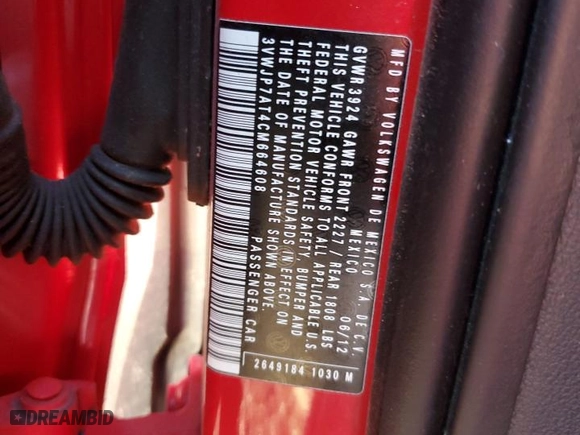 MFD BY VOLKSWAGEN DE MEXICO S.A. DE C.V.
MEXICO 06/12
GVWR 3924 GAWR FRONT 2227 / REAR 1808 LBS
THIS VEHICLE CONFORMS TO ALL APPLICABLE U.S.
FEDERAL MOTOR VEHICLE SAFETY, BUMPER AND
THEFT PREVENTION STANDARDS IN EFFECT ON
THE DATE OF MANUFACTURE SHOWN ABOVE.
3VWJP7AT4CM664608 PASSENGER CAR
2649184 1030 M
DREAMBID